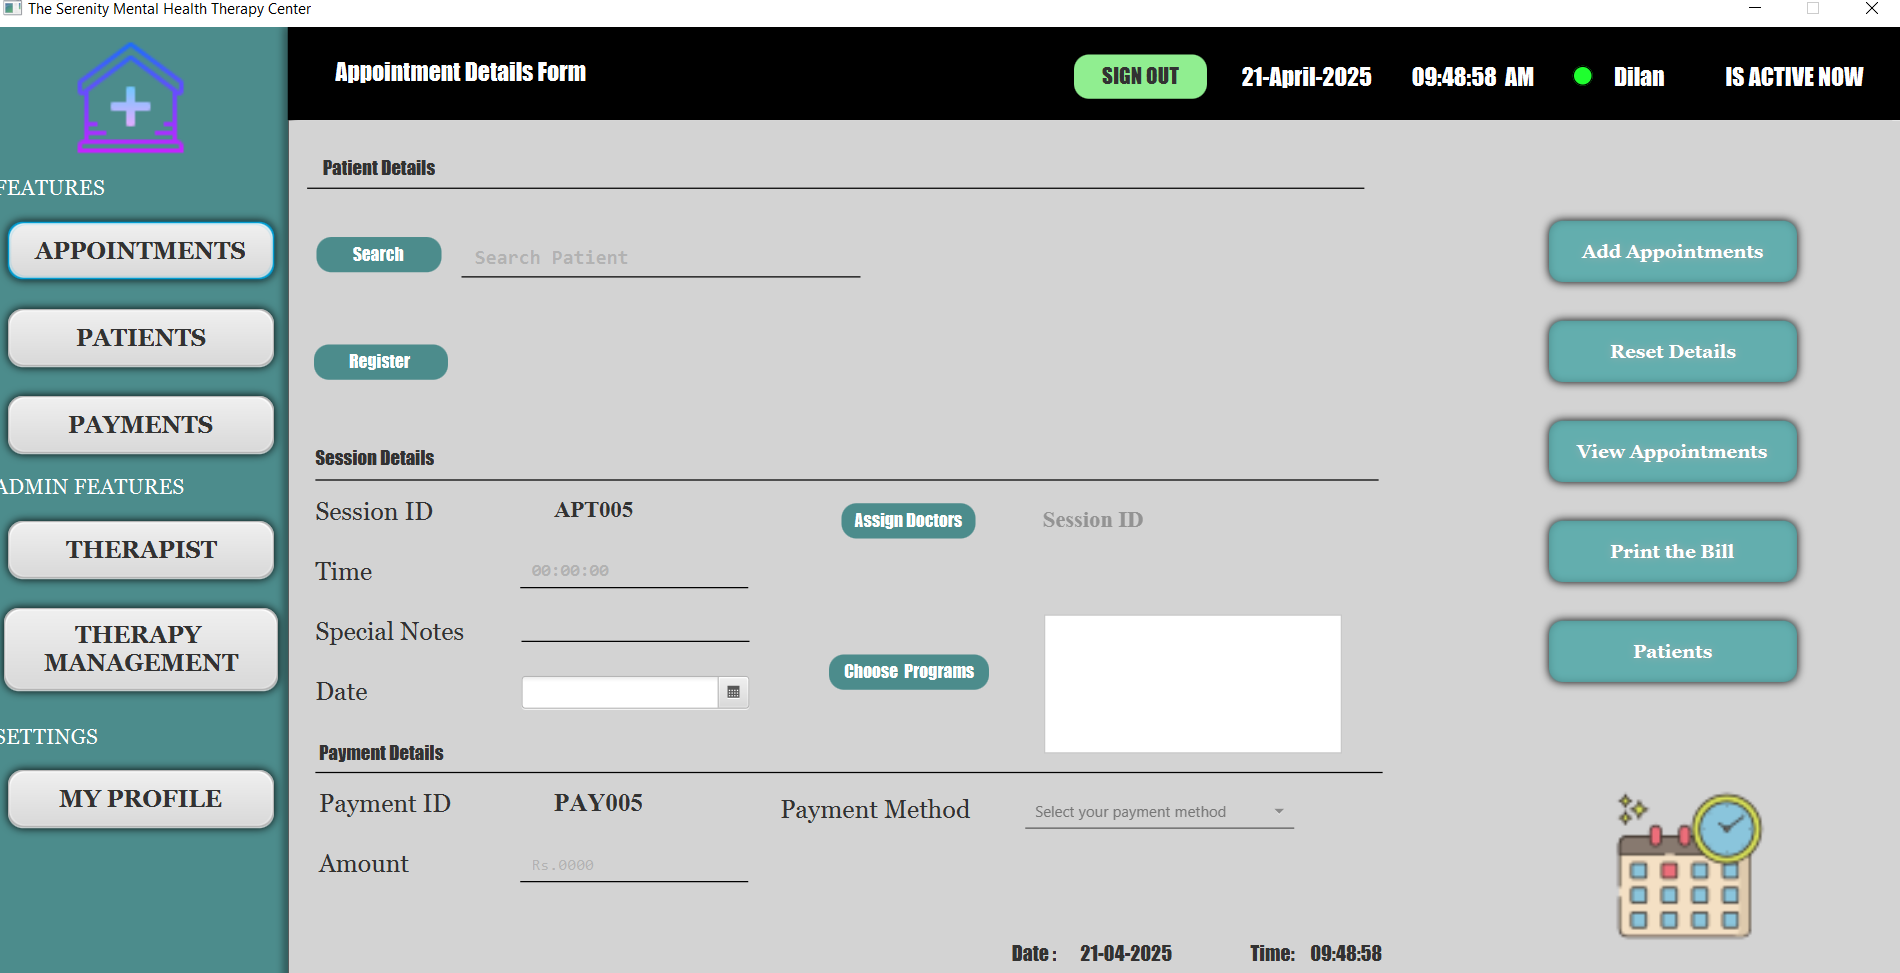 The Serenity Mental Health Therapy Center
Appointment Details Form
SIGN OUT
21-April-2025
09:48:58 AM
Dilan
IS ACTIVE NOW
FEATURES
APPOINTMENTS
PATIENTS
PAYMENTS
ADMIN FEATURES
THERAPIST
THERAPY
MANAGEMENT
SETTINGS
MY PROFILE
Patient Details
Search
Search Patient
Register
Session Details
Session ID
APT005
Assign Doctors
Session ID
Time
00:00:00
Special Notes
Choose Programs
Date
Payment Details
Payment ID
PAY005
Payment Method
Select your payment method
Amount
Rs.0000
Date :
21-04-2025
Time:
09:48:58
Add Appointments
Reset Details
View Appointments
Print the Bill
Patients